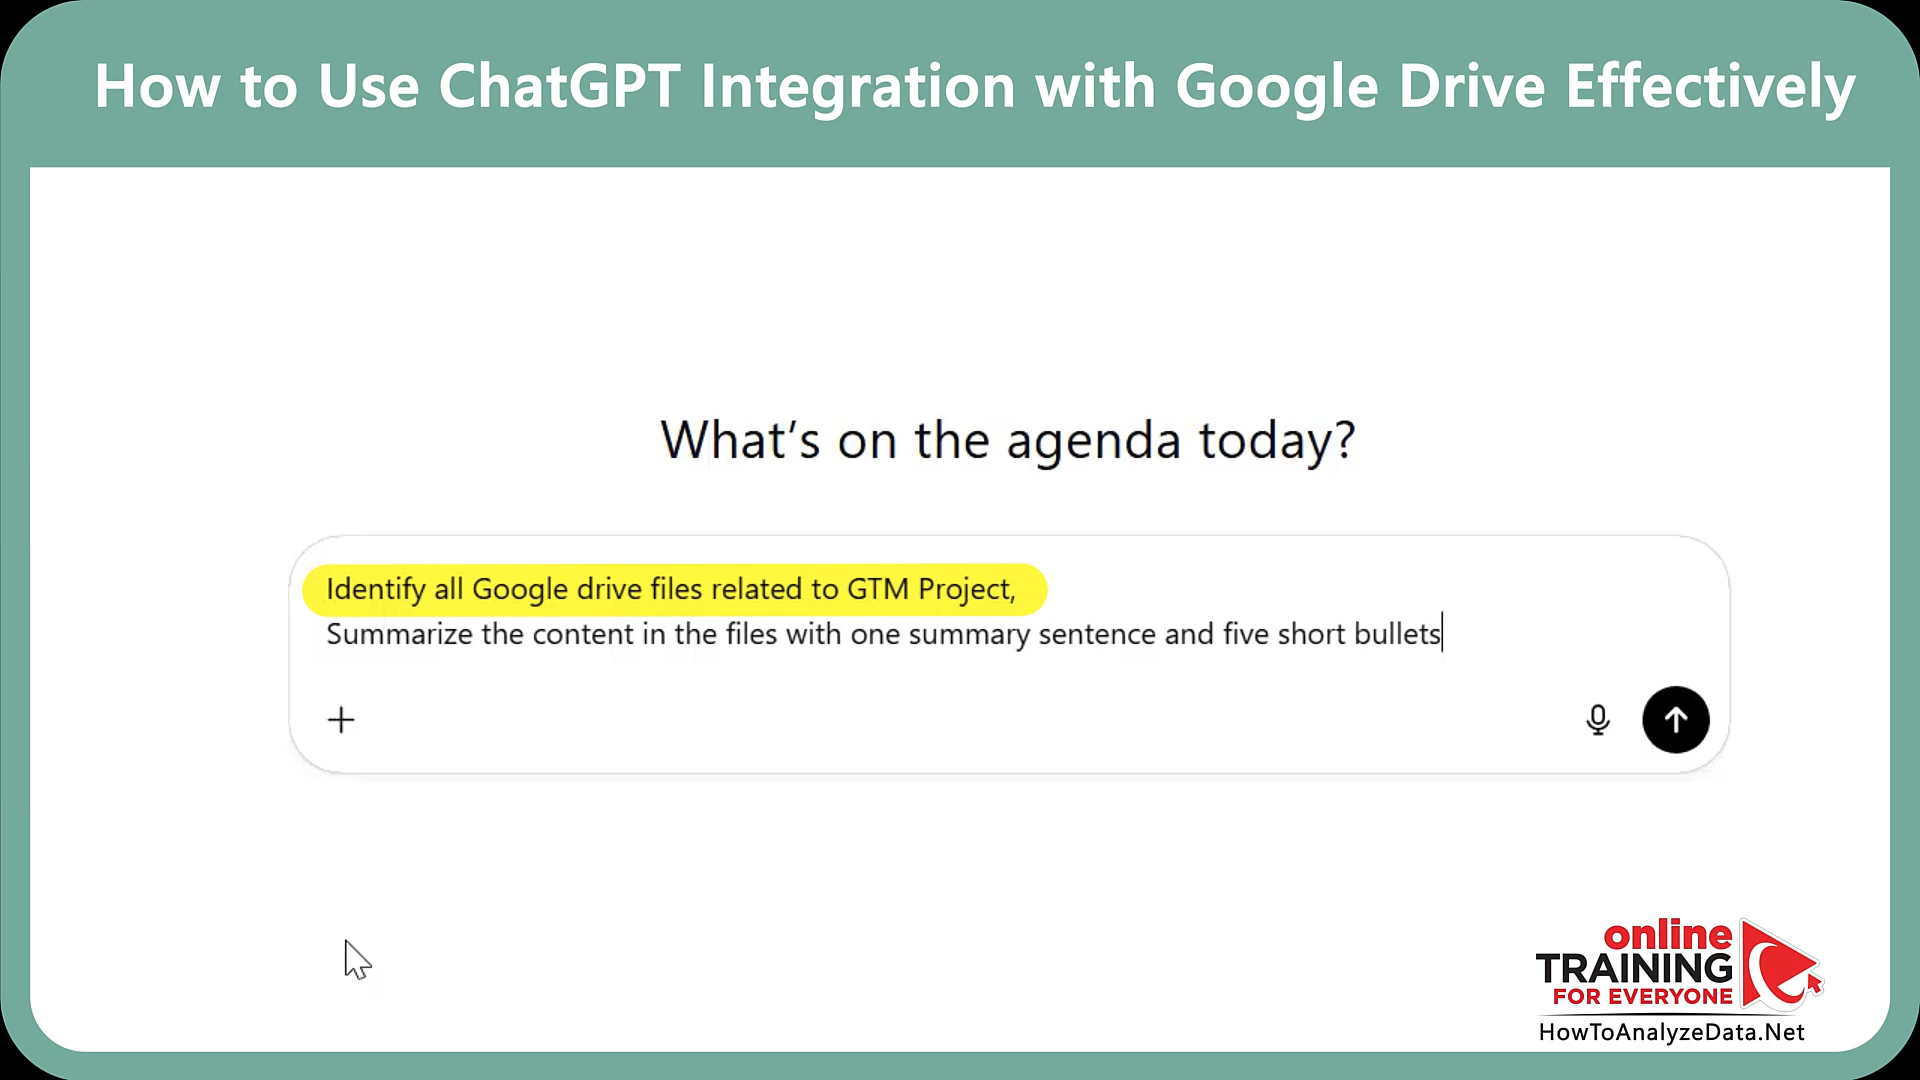 How to Use ChatGPT Integration with Google Drive Effectively
What's on the agenda today?
Identify all Google drive files related to GTM Project,
Summarize the content in the files with one summary sentence and five short bullets
online
TRAINING
FOR EVERYONE
HowToAnalyzeData.Net